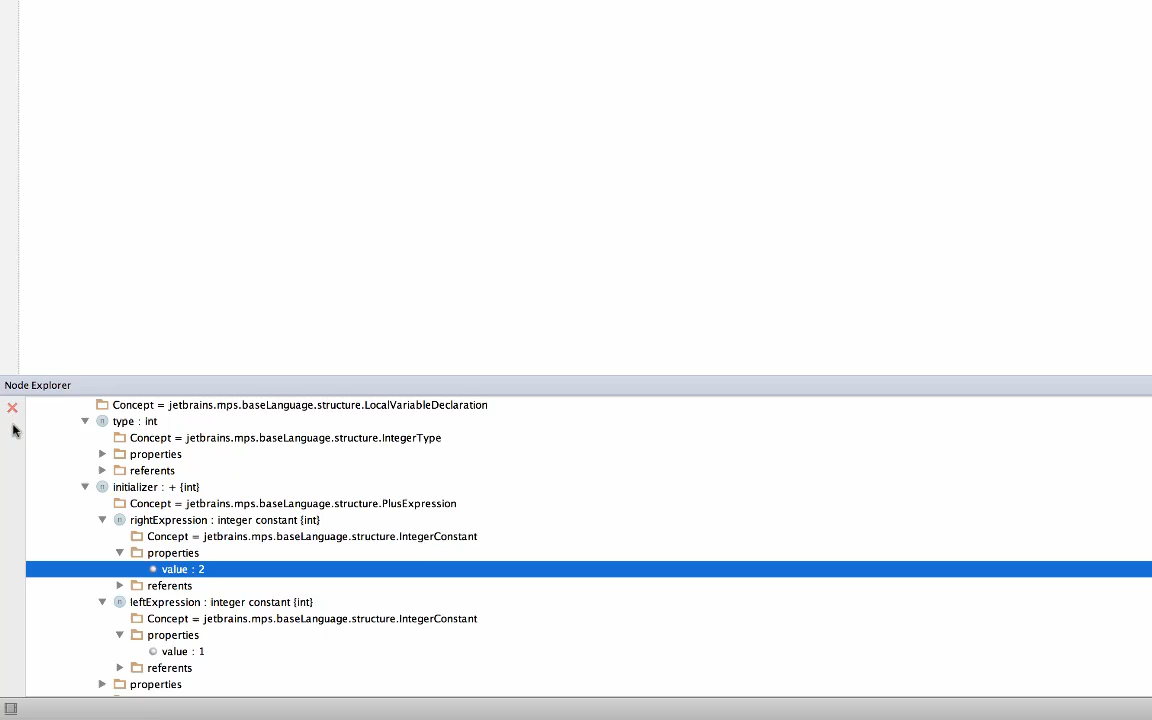 Node Explorer
Concept = jetbrains.mps.baseLanguage.structure.LocalVariableDeclaration
type : int
Concept = jetbrains.mps.baseLanguage.structure.IntegerType
properties
referents
initializer : + {int}
Concept = jetbrains.mps.baseLanguage.structure.PlusExpression
rightExpression : integer constant {int}
Concept = jetbrains.mps.baseLanguage.structure.IntegerConstant
properties
value : 2
referents
leftExpression : integer constant {int}
Concept = jetbrains.mps.baseLanguage.structure.IntegerConstant
properties
value : 1
referents
properties